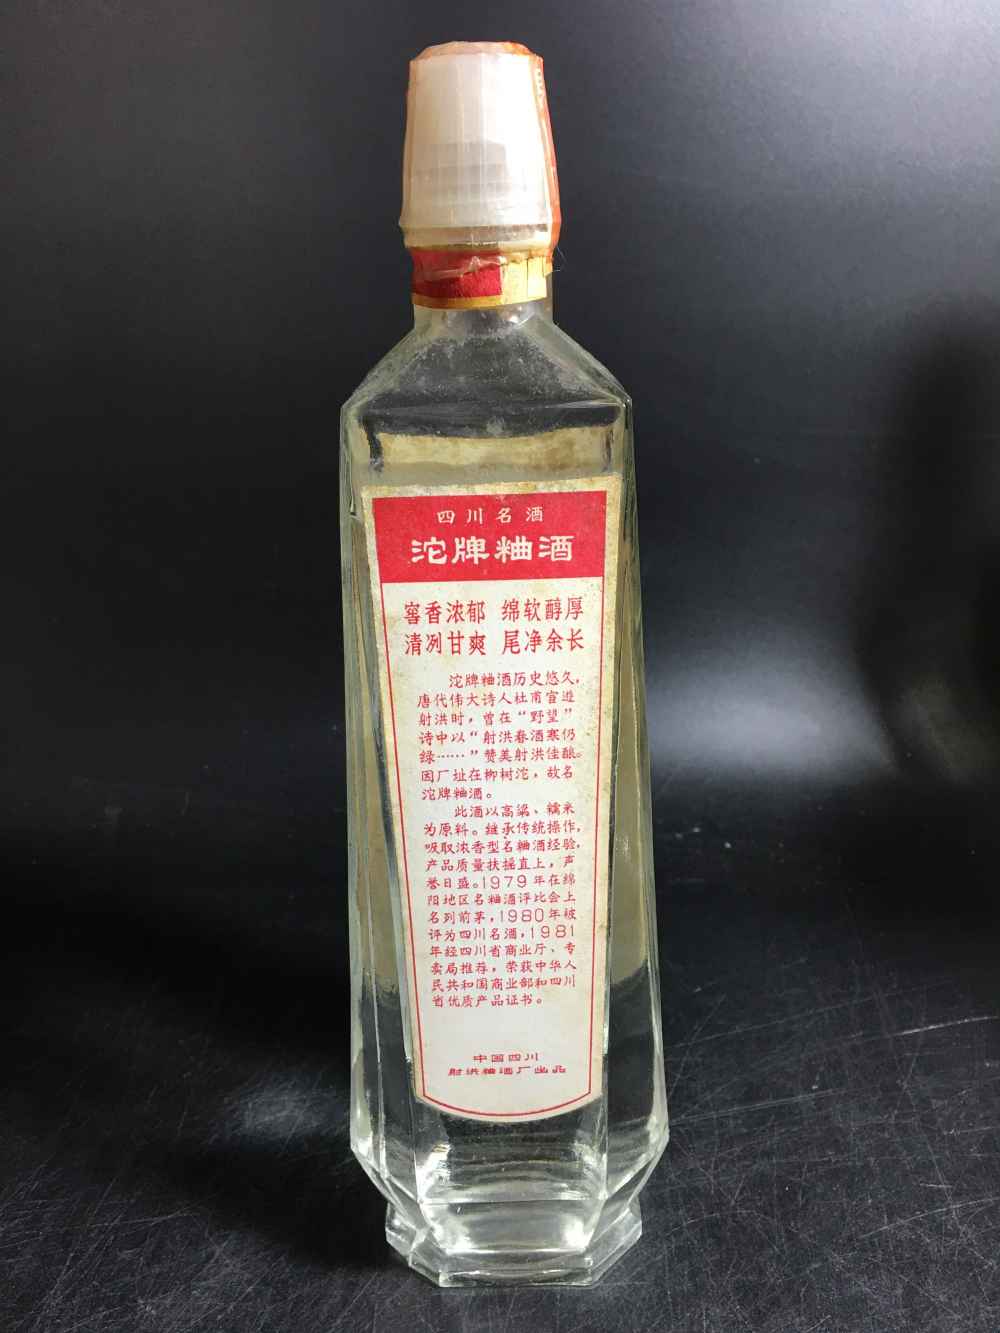 四川名酒
沱牌粬酒
窖香浓郁 绵软醇厚
清冽甘爽 尾净余长
沱牌粬酒历史悠久，
唐代伟大诗人杜甫宦遊
射洪时，曾在“野望”
诗中以“射洪春酒寒仍
绿……”赞美射洪佳酿。
因厂址在柳树沱，故名
沱牌粬酒。
此酒以高粱、糯米
为原料。继承传统操作，
吸取浓香型名粬酒经验，
产品质量扶摇直上，声
誉日盛。1979年在绵
阳地区名粬酒评比会上
名列前茅，1980年被
评为四川名酒，1981
年经四川省商业厅、专
卖局推荐，荣获中华人
民共和国商业部和四川
省优质产品证书。
中国四川
射洪粬酒厂出品